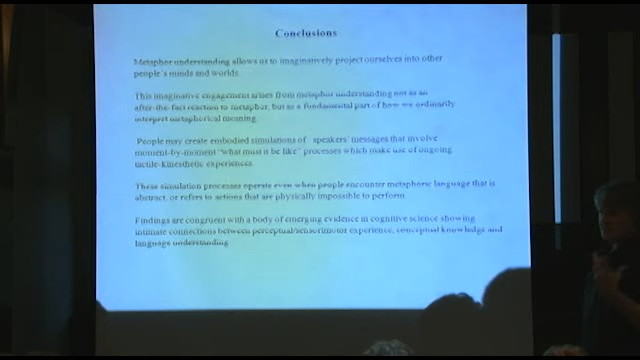 Conclusions
Metaphor understanding allows us to imaginatively project ourselves into other
people's minds and worlds.
This imaginative engagement arises from metaphor understanding not as an
after-the-fact reaction to metaphor, but as a fundamental part of how we ordinarily
interpret metaphorical meaning.
People may create embodied simulations of speakers' messages that involve
moment-by-moment "what must it be like" processes which make use of ongoing
tactile-kinesthetic experiences.
These simulation processes operate even when people encounter metaphoric language that is
abstract, or refers to actions that are physically impossible to perform.
Findings are congruent with a body of emerging evidence in cognitive science showing
intimate connections between perceptual/sensorimotor experience, conceptual knowledge and
language understanding